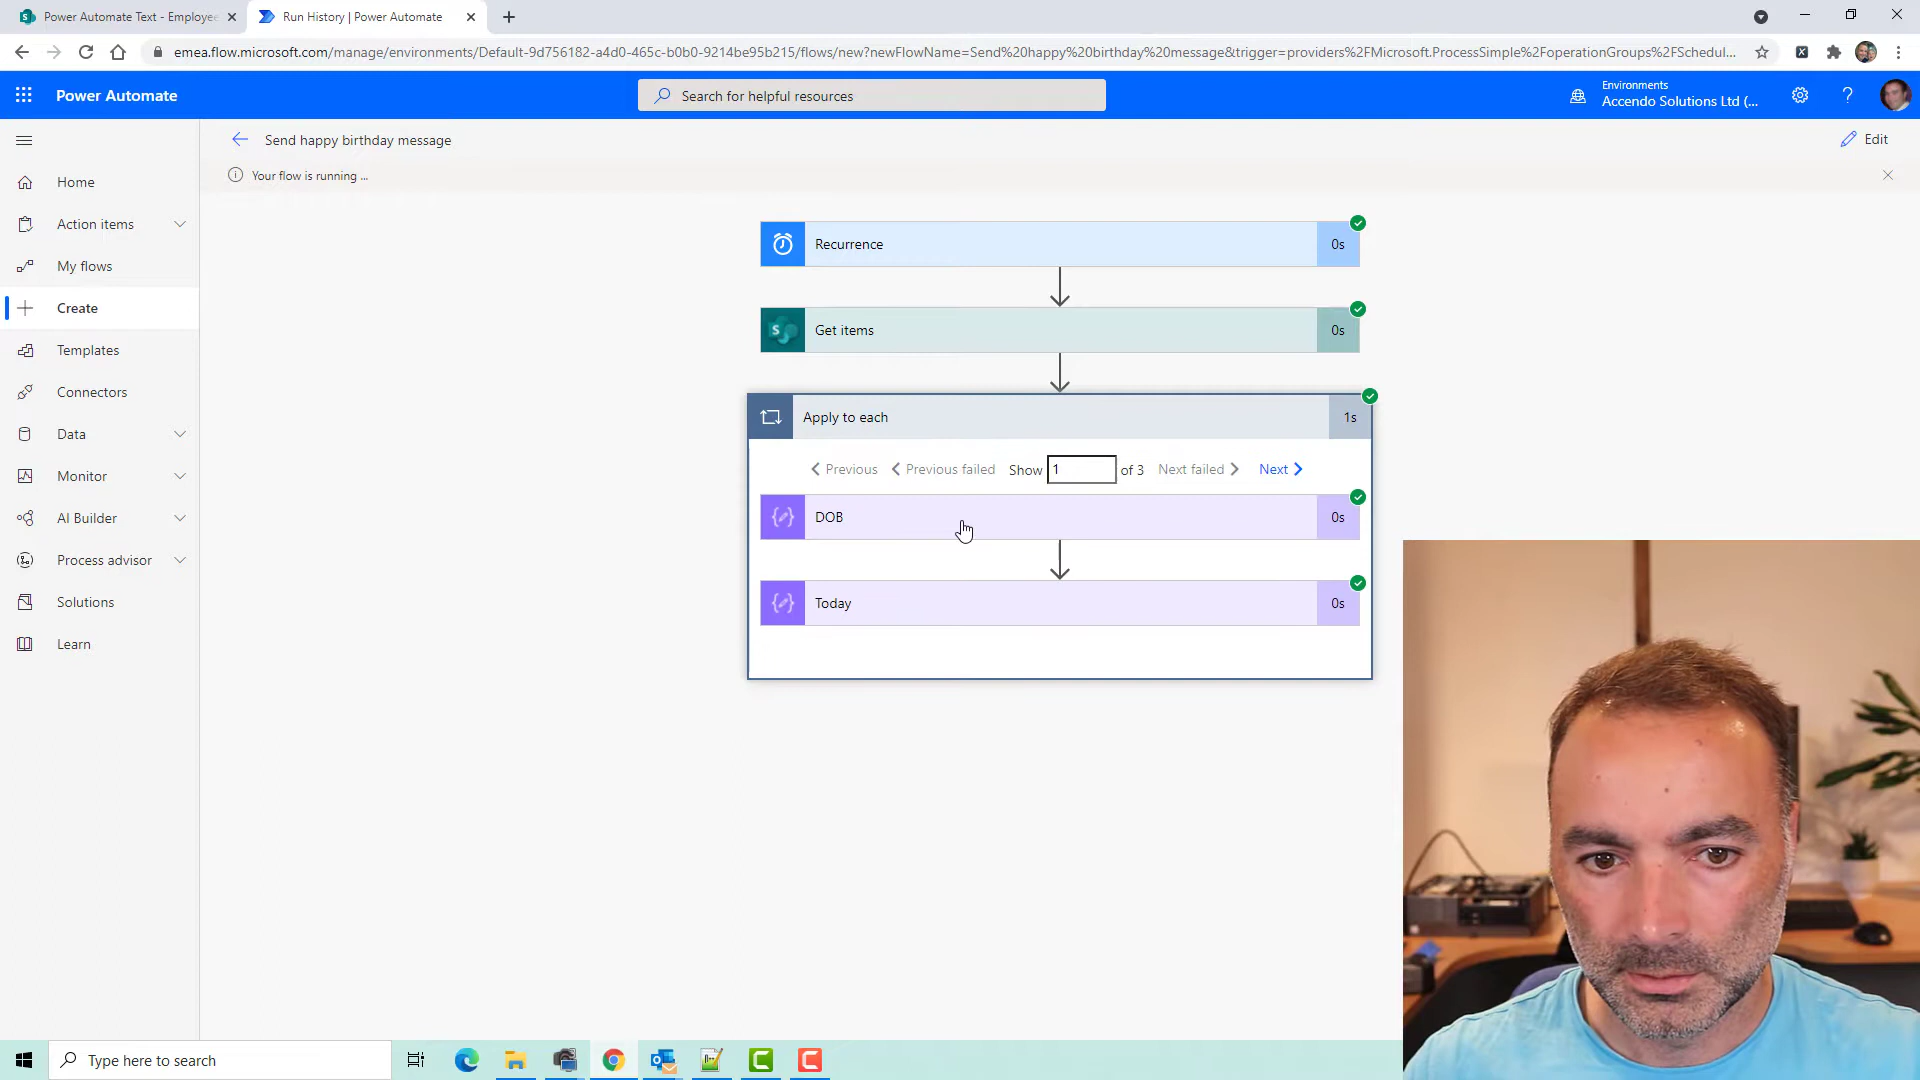 Power Automate Text - Employee
Run History | Power Automate
emea.flow.microsoft.com/manage/environments/Default-9d756182-a4d0-465c-b0b0-9214be95b215/flows/new?newFlowName=Send%20happy%20birthday%20message&trigger=providers%2FMicrosoft.ProcessSimple%2FoperationGroups%2FSchedul...
Power Automate
Search for helpful resources
Environments
Accendo Solutions Ltd (...
Send happy birthday message
Edit
Your flow is running ...
Home
Action items
My flows
Create
Templates
Connectors
Data
Monitor
AI Builder
Process advisor
Solutions
Learn
Recurrence 0s
Get items 0s
Apply to each 1s
Previous Previous failed Show 1 of 3 Next failed Next
DOB 0s
Today 0s
Type here to search